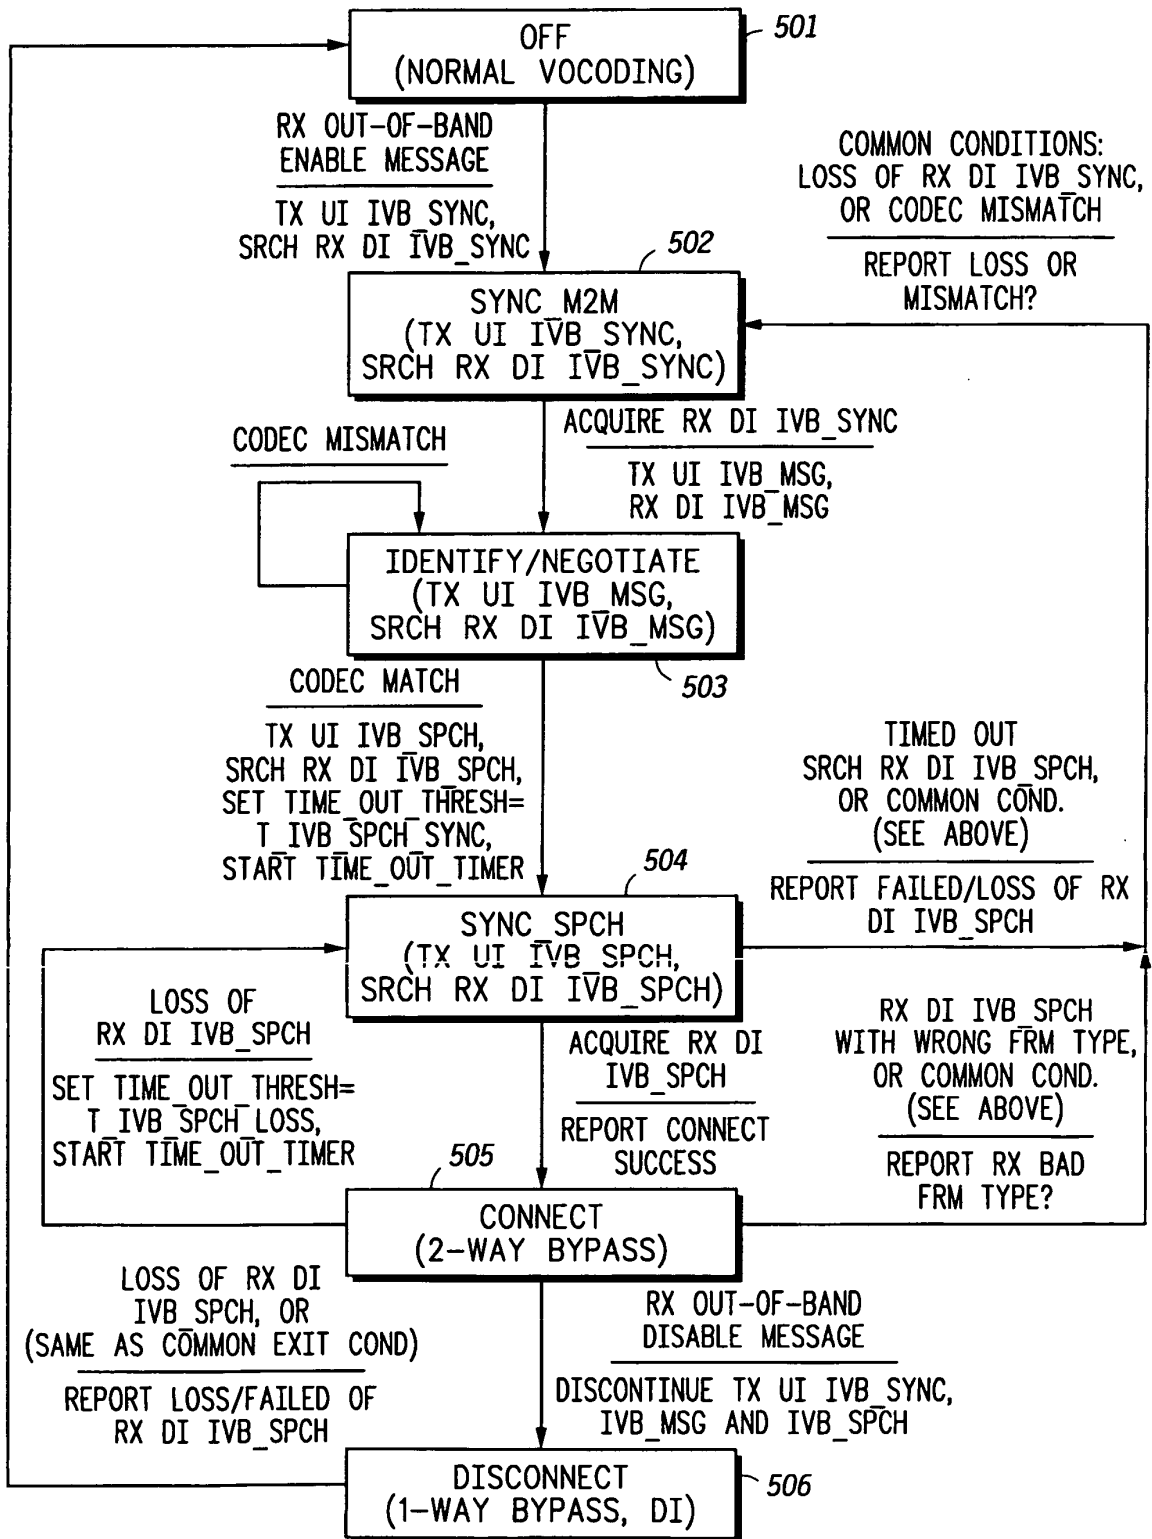 OFF
(NORMAL VOCODING)
501
RX OUT-OF-BAND
ENABLE MESSAGE
TX UI IVB_SYNC,
SRCH RX DI IVB_SYNC
COMMON CONDITIONS:
LOSS OF RX DI IVB_SYNC,
OR CODEC MISMATCH
REPORT LOSS OR
MISMATCH?
502
SYNC_M2M
(TX UI IVB_SYNC,
SRCH RX DI IVB_SYNC)
CODEC MISMATCH
ACQUIRE RX DI IVB_SYNC
TX UI IVB_MSG,
RX DI IVB_MSG
IDENTIFY/NEGOTIATE
(TX UI IVB_MSG,
SRCH RX DI IVB_MSG)
503
CODEC MATCH
TX UI IVB_SPCH,
SRCH RX DI IVB_SPCH,
SET TIME_OUT_THRESH=
T_IVB_SPCH_SYNC,
START TIME_OUT_TIMER
TIMED OUT
SRCH RX DI IVB_SPCH,
OR COMMON COND.
(SEE ABOVE)
REPORT FAILED/LOSS OF RX
DI IVB_SPCH
504
SYNC_SPCH
(TX UI IVB_SPCH,
SRCH RX DI IVB_SPCH)
LOSS OF
RX DI IVB_SPCH
SET TIME_OUT_THRESH=
T_IVB_SPCH_LOSS,
START TIME_OUT_TIMER
ACQUIRE RX DI
IVB_SPCH
REPORT CONNECT
SUCCESS
RX DI IVB_SPCH
WITH WRONG FRM TYPE,
OR COMMON COND.
(SEE ABOVE)
REPORT RX BAD
FRM TYPE?
505
CONNECT
(2-WAY BYPASS)
LOSS OF RX DI
IVB_SPCH, OR
(SAME AS COMMON EXIT COND)
REPORT LOSS/FAILED OF
RX DI IVB_SPCH
RX OUT-OF-BAND
DISABLE MESSAGE
DISCONTINUE TX UI IVB_SYNC,
IVB_MSG AND IVB_SPCH
DISCONNECT
(1-WAY BYPASS, DI)
506